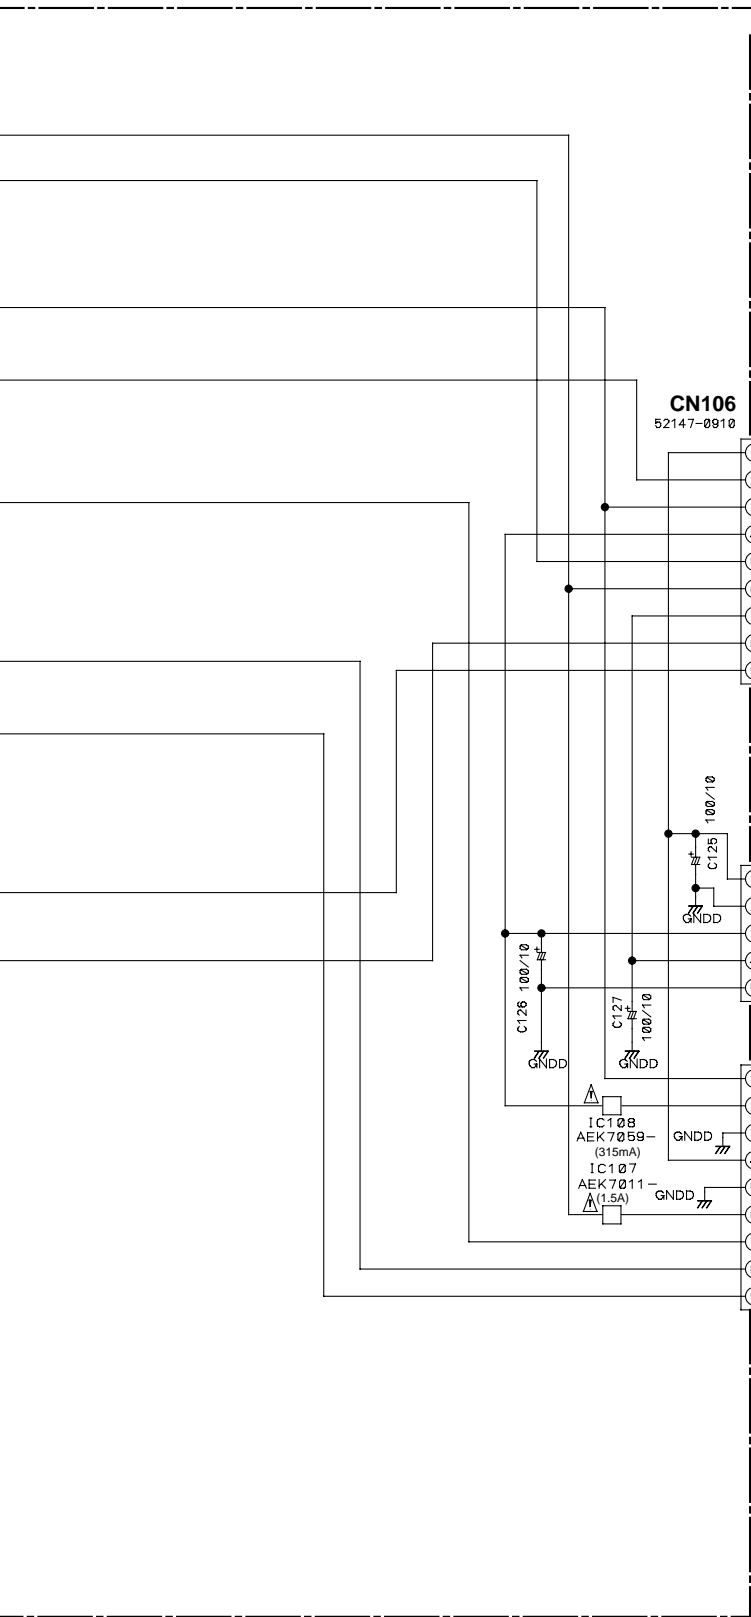 CN106
52147-0910
100/10
C125
GNDD
C126 100/10
C127
100/10
GNDD
GNDD
IC108
AEK7059-
(315mA)
GNDD
IC107
AEK7011-
(1.5A)
GNDD